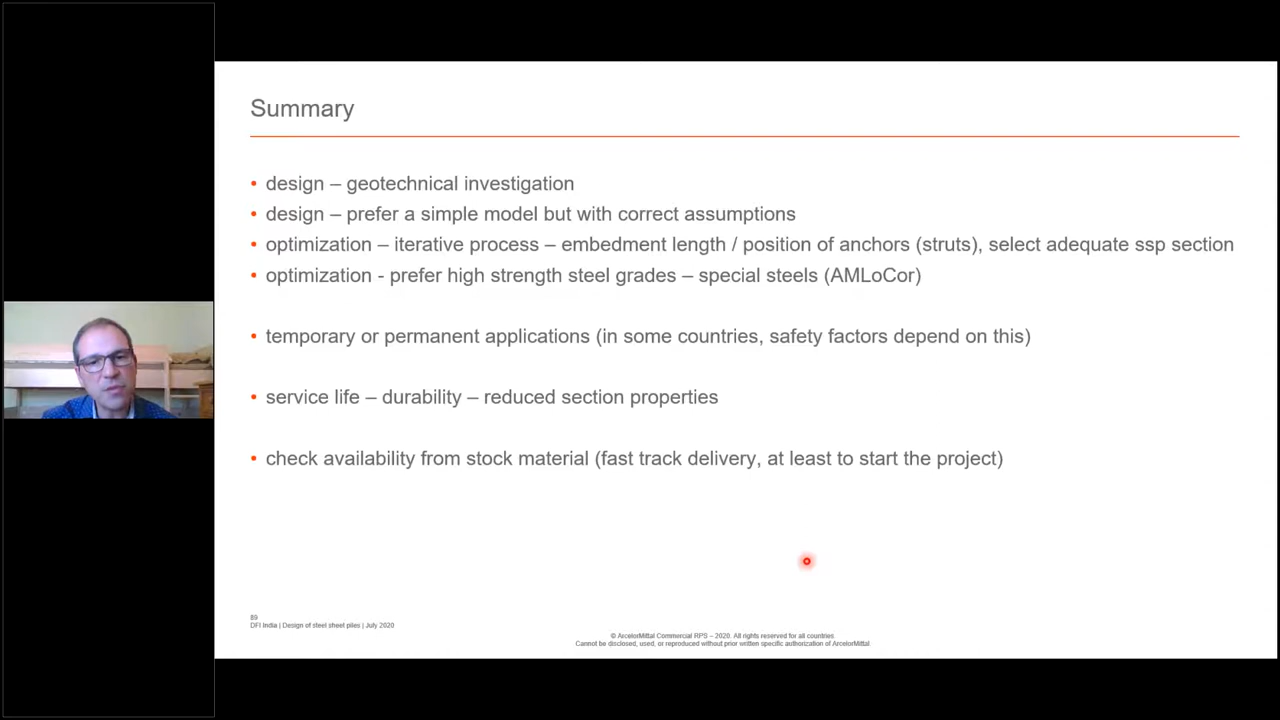 Summary
• design – geotechnical investigation
• design – prefer a simple model but with correct assumptions
• optimization – iterative process – embedment length / position of anchors (struts), select adequate ssp section
• optimization - prefer high strength steel grades – special steels (AMLoCor)
• temporary or permanent applications (in some countries, safety factors depend on this)
• service life – durability – reduced section properties
• check availability from stock material (fast track delivery, at least to start the project)
89
DFI India | Design of steel sheet piles | July 2020
© ArcelorMittal Commercial RPS – 2020. All rights reserved for all countries.
Cannot be disclosed, used, or reproduced without prior written specific authorization of ArcelorMittal.